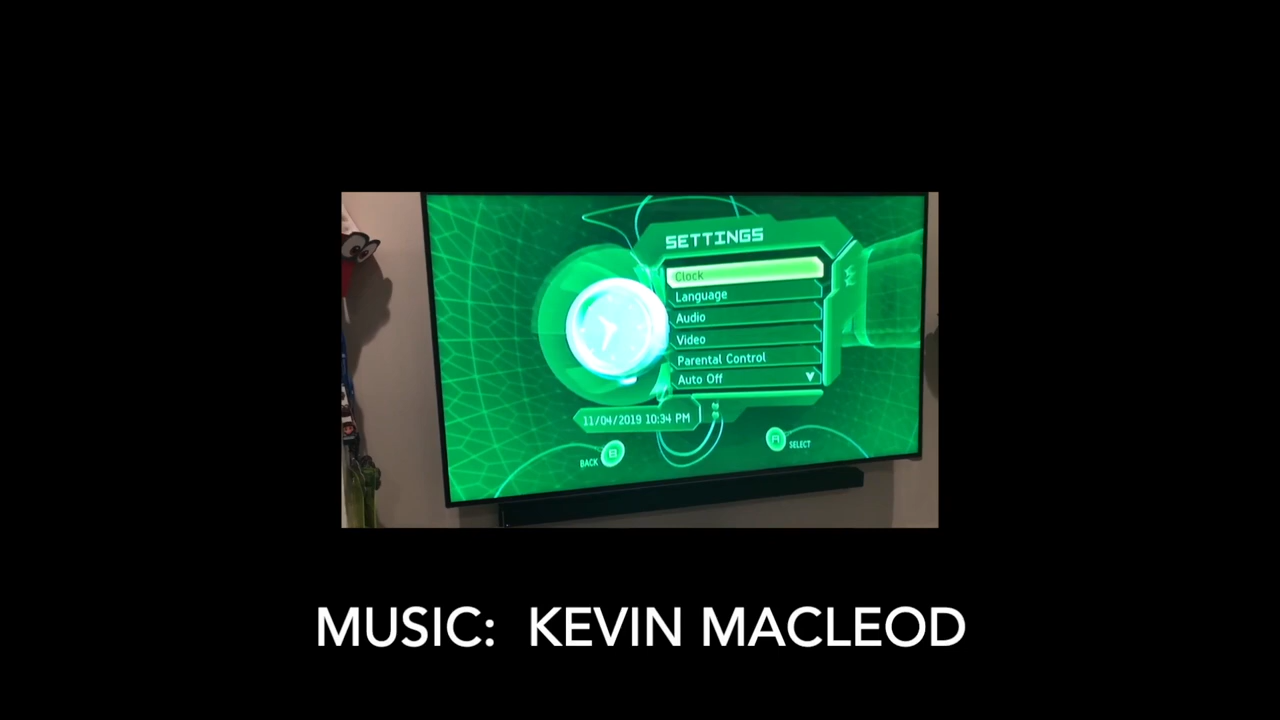 SETTINGS
Clock
Language
Audio
Video
Parental Control
Auto Off
11/04/2019 10:34 PM
BACK B
A SELECT
MUSIC: KEVIN MACLEOD